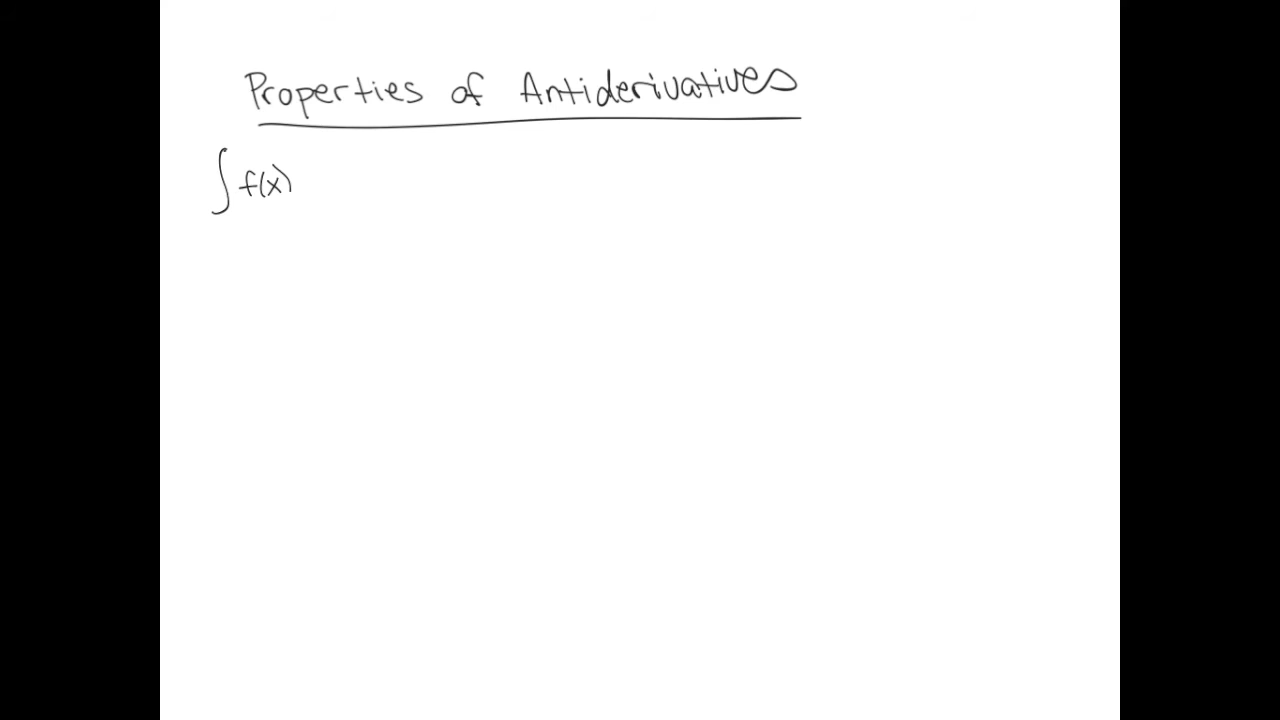 Properties of Antiderivatives
∫ f(x)